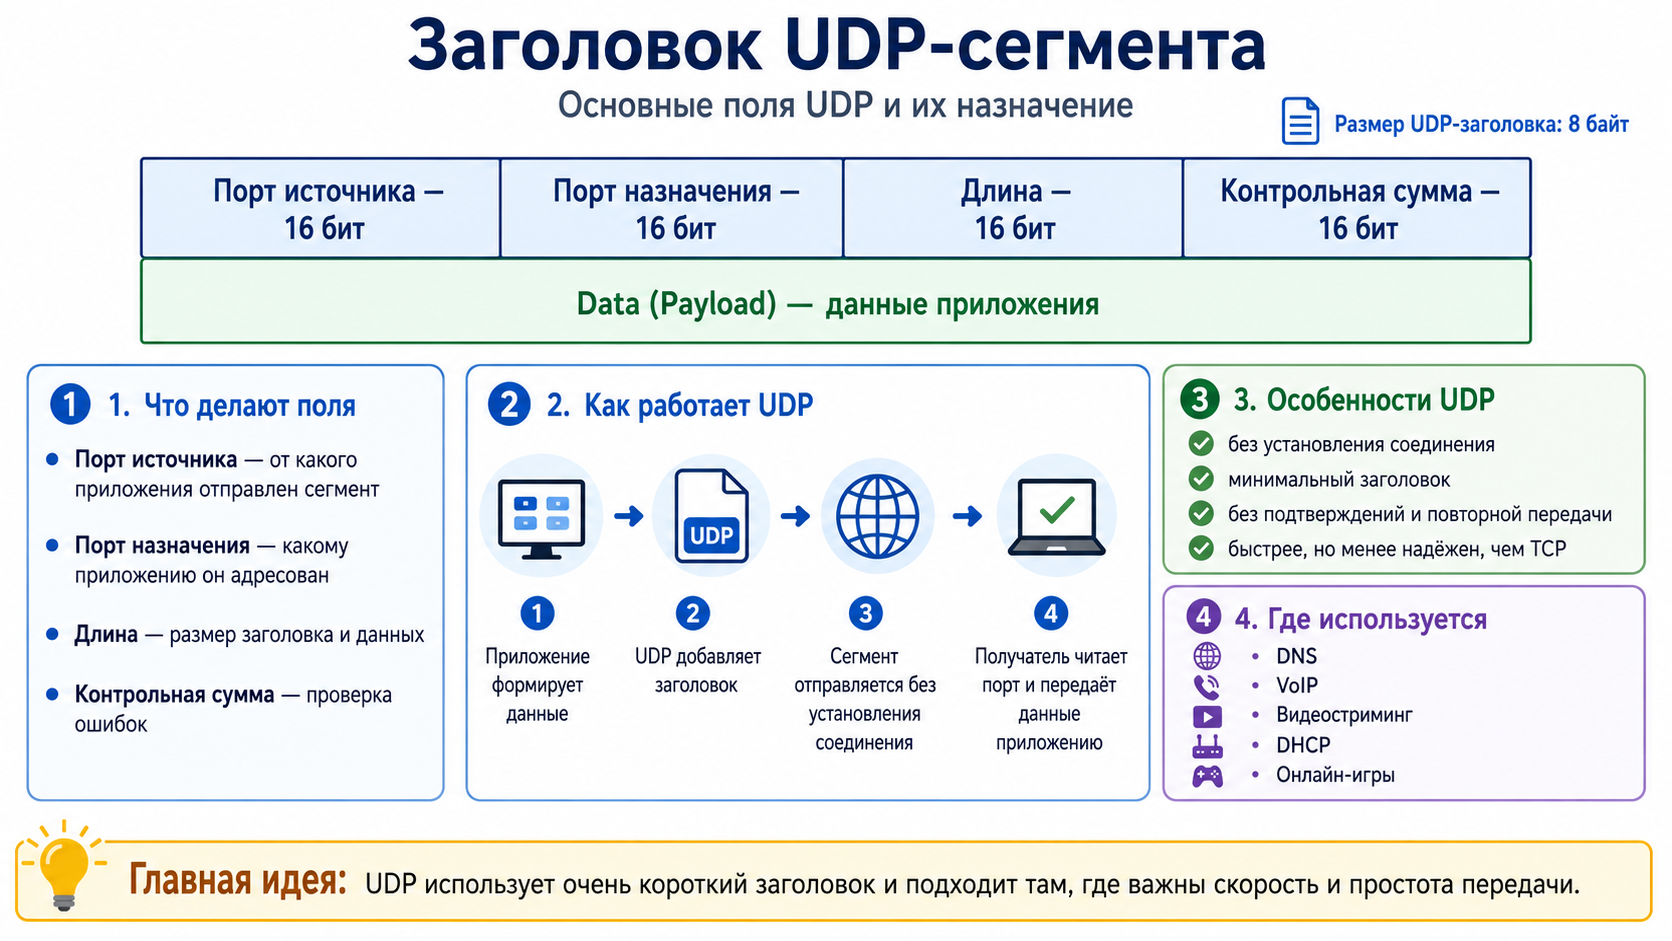 Заголовок UDP-сегмента
Основные поля UDP и их назначение
Размер UDP-заголовка: 8 байт
Порт источника —
16 бит
Порт назначения —
16 бит
Длина —
16 бит
Контрольная сумма —
16 бит
Data (Payload) — данные приложения
1 1. Что делают поля
Порт источника — от какого
приложения отправлен сегмент
Порт назначения — какому
приложению он адресован
Длина — размер заголовка и данных
Контрольная сумма — проверка
ошибок
2 2. Как работает UDP
UDP
1
Приложение
формирует
данные
2
UDP добавляет
заголовок
3
Сегмент
отправляется без
установления
соединения
4
Получатель читает
порт и передаёт
данные
приложению
3 3. Особенности UDP
без установления соединения
минимальный заголовок
без подтверждений и повторной передачи
быстрее, но менее надёжен, чем TCP
4 4. Где используется
• DNS
• VoIP
• Видеостриминг
• DHCP
• Онлайн-игры
Главная идея: UDP использует очень короткий заголовок и подходит там, где важны скорость и простота передачи.